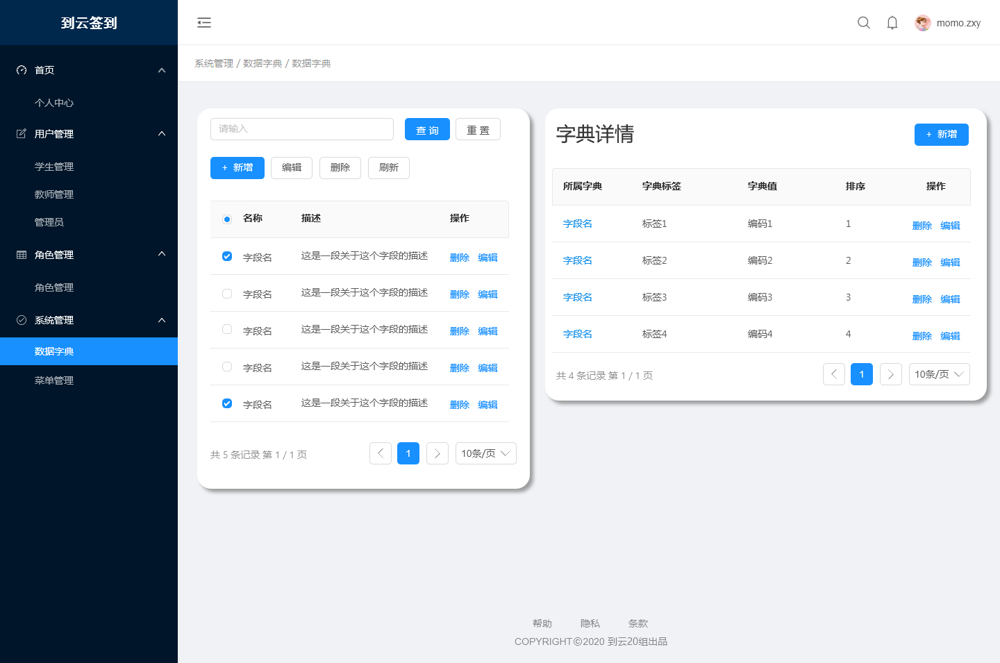 到云签到
momo.zxy
系统管理 / 数据字典 / 数据字典
首页
个人中心
用户管理
学生管理
教师管理
管理员
角色管理
角色管理
系统管理
数据字典
菜单管理
请输入 查 询 重 置
+ 新增 编辑 删除 刷新
名称 描述 操作
字段名 这是一段关于这个字段的描述 删除 编辑
字段名 这是一段关于这个字段的描述 删除 编辑
字段名 这是一段关于这个字段的描述 删除 编辑
字段名 这是一段关于这个字段的描述 删除 编辑
字段名 这是一段关于这个字段的描述 删除 编辑
共 5 条记录 第 1 / 1 页 1 10条/页
字典详情 + 新增
所属字典 字典标签 字典值 排序 操作
字段名 标签1 编码1 1 删除 编辑
字段名 标签2 编码2 2 删除 编辑
字段名 标签3 编码3 3 删除 编辑
字段名 标签4 编码4 4 删除 编辑
共 4 条记录 第 1 / 1 页 1 10条/页
帮助 隐私 条款
COPYRIGHT©2020 到云20组出品